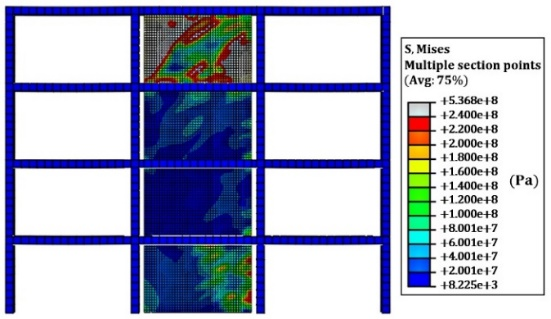 S, Mises
Multiple section points
(Avg: 75%)
+5.368e+8
+2.400e+8
+2.200e+8
+2.000e+8
+1.800e+8
+1.600e+8
+1.400e+8
+1.200e+8
+1.000e+8
+8.001e+7
+6.001e+7
+4.001e+7
+2.001e+7
+8.225e+3
(Pa)